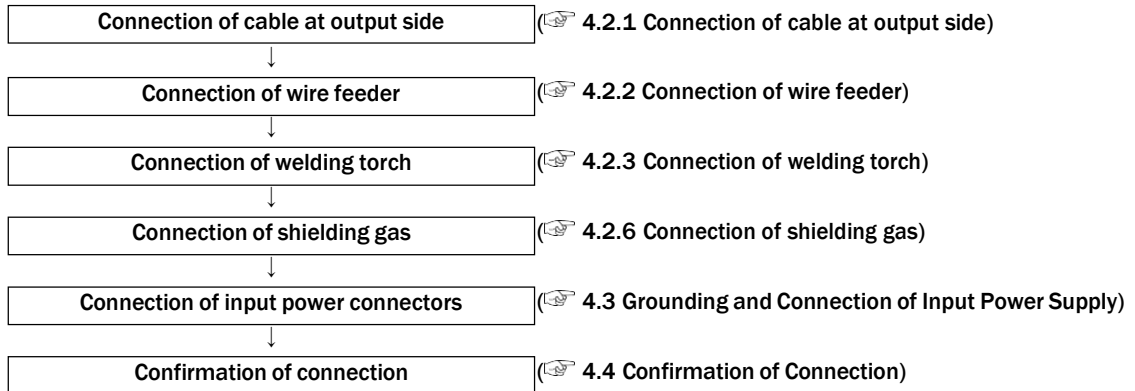 Connection of cable at output side (☞ 4.2.1 Connection of cable at output side)
↓
Connection of wire feeder (☞ 4.2.2 Connection of wire feeder)
↓
Connection of welding torch (☞ 4.2.3 Connection of welding torch)
↓
Connection of shielding gas (☞ 4.2.6 Connection of shielding gas)
↓
Connection of input power connectors (☞ 4.3 Grounding and Connection of Input Power Supply)
↓
Confirmation of connection (☞ 4.4 Confirmation of Connection)